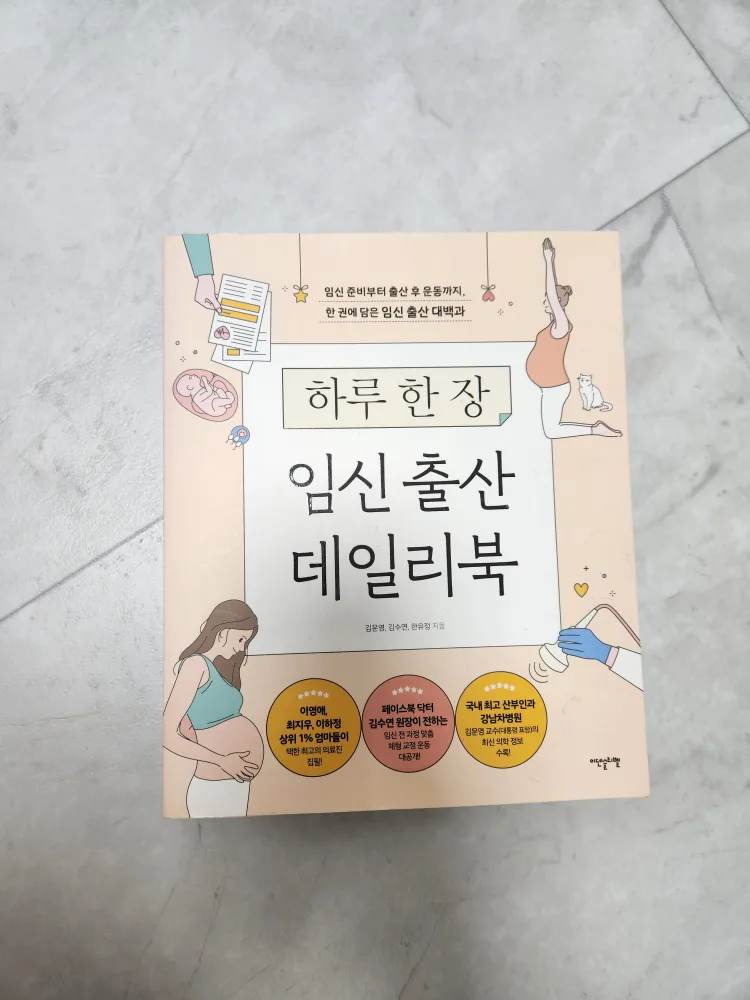 임신 준비부터 출산 후 운동까지,
한 권에 담은 임신 출산 대백과
하루 한 장
임신 출산
데일리북
김문영, 김수연, 한유정 지음
이영애,
최지우, 이하정
상위 1% 엄마들이
택한 최고의 의료진
집필!
페이스북 닥터
김수연 원장이 전하는
임신 전 과정 맞춤
체형 교정 운동
대공개!
국내 최고 산부인과
강남차병원
김문영 교수(대통령 표창)의
최신 의학 정보
수록!
이덴슬리벨